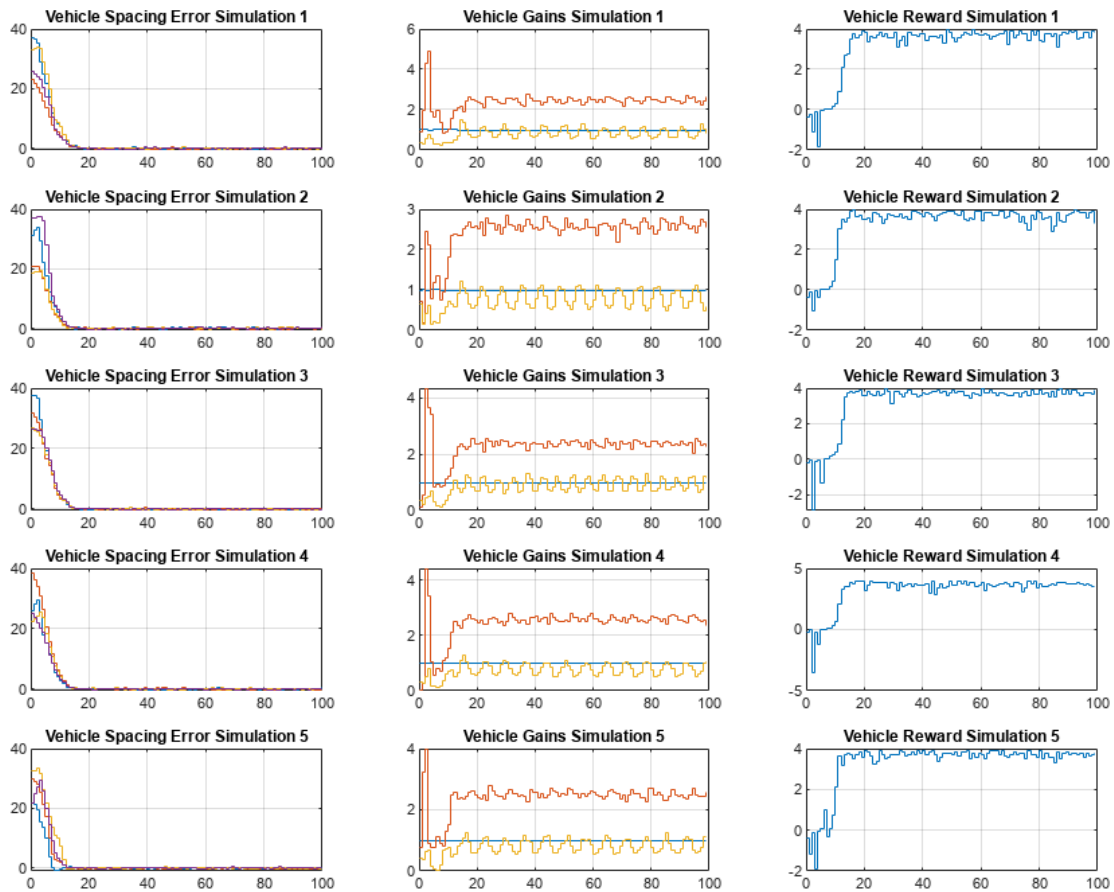 Vehicle Spacing Error Simulation 1
40
20
0
0 20 40 60 80 100
Vehicle Gains Simulation 1
6
4
2
0
0 20 40 60 80 100
Vehicle Reward Simulation 1
4
2
0
-2
0 20 40 60 80 100
Vehicle Spacing Error Simulation 2
40
20
0
0 20 40 60 80 100
Vehicle Gains Simulation 2
3
2
1
0
0 20 40 60 80 100
Vehicle Reward Simulation 2
4
2
0
-2
0 20 40 60 80 100
Vehicle Spacing Error Simulation 3
40
20
0
0 20 40 60 80 100
Vehicle Gains Simulation 3
4
2
0
0 20 40 60 80 100
Vehicle Reward Simulation 3
4
2
0
-2
0 20 40 60 80 100
Vehicle Spacing Error Simulation 4
40
20
0
0 20 40 60 80 100
Vehicle Gains Simulation 4
4
2
0
0 20 40 60 80 100
Vehicle Reward Simulation 4
5
0
-5
0 20 40 60 80 100
Vehicle Spacing Error Simulation 5
40
20
0
0 20 40 60 80 100
Vehicle Gains Simulation 5
4
2
0
0 20 40 60 80 100
Vehicle Reward Simulation 5
4
2
0
-2
0 20 40 60 80 100